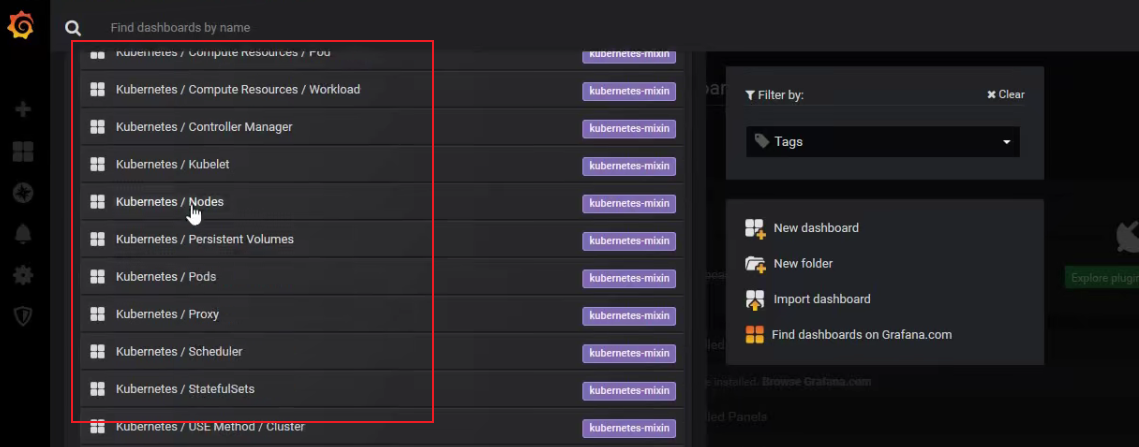 Find dashboards by name
Kubernetes / Compute Resources / Pod kubernetes-mixin
Kubernetes / Compute Resources / Workload kubernetes-mixin
Kubernetes / Controller Manager kubernetes-mixin
Kubernetes / Kubelet kubernetes-mixin
Kubernetes / Nodes kubernetes-mixin
Kubernetes / Persistent Volumes kubernetes-mixin
Kubernetes / Pods kubernetes-mixin
Kubernetes / Proxy kubernetes-mixin
Kubernetes / Scheduler kubernetes-mixin
Kubernetes / StatefulSets kubernetes-mixin
Kubernetes / USE Method / Cluster kubernetes-mixin
Filter by: Clear
Tags
New dashboard
New folder
Import dashboard
Find dashboards on Grafana.com
Explore plugin
installed. Browse Grafana.com
Panels